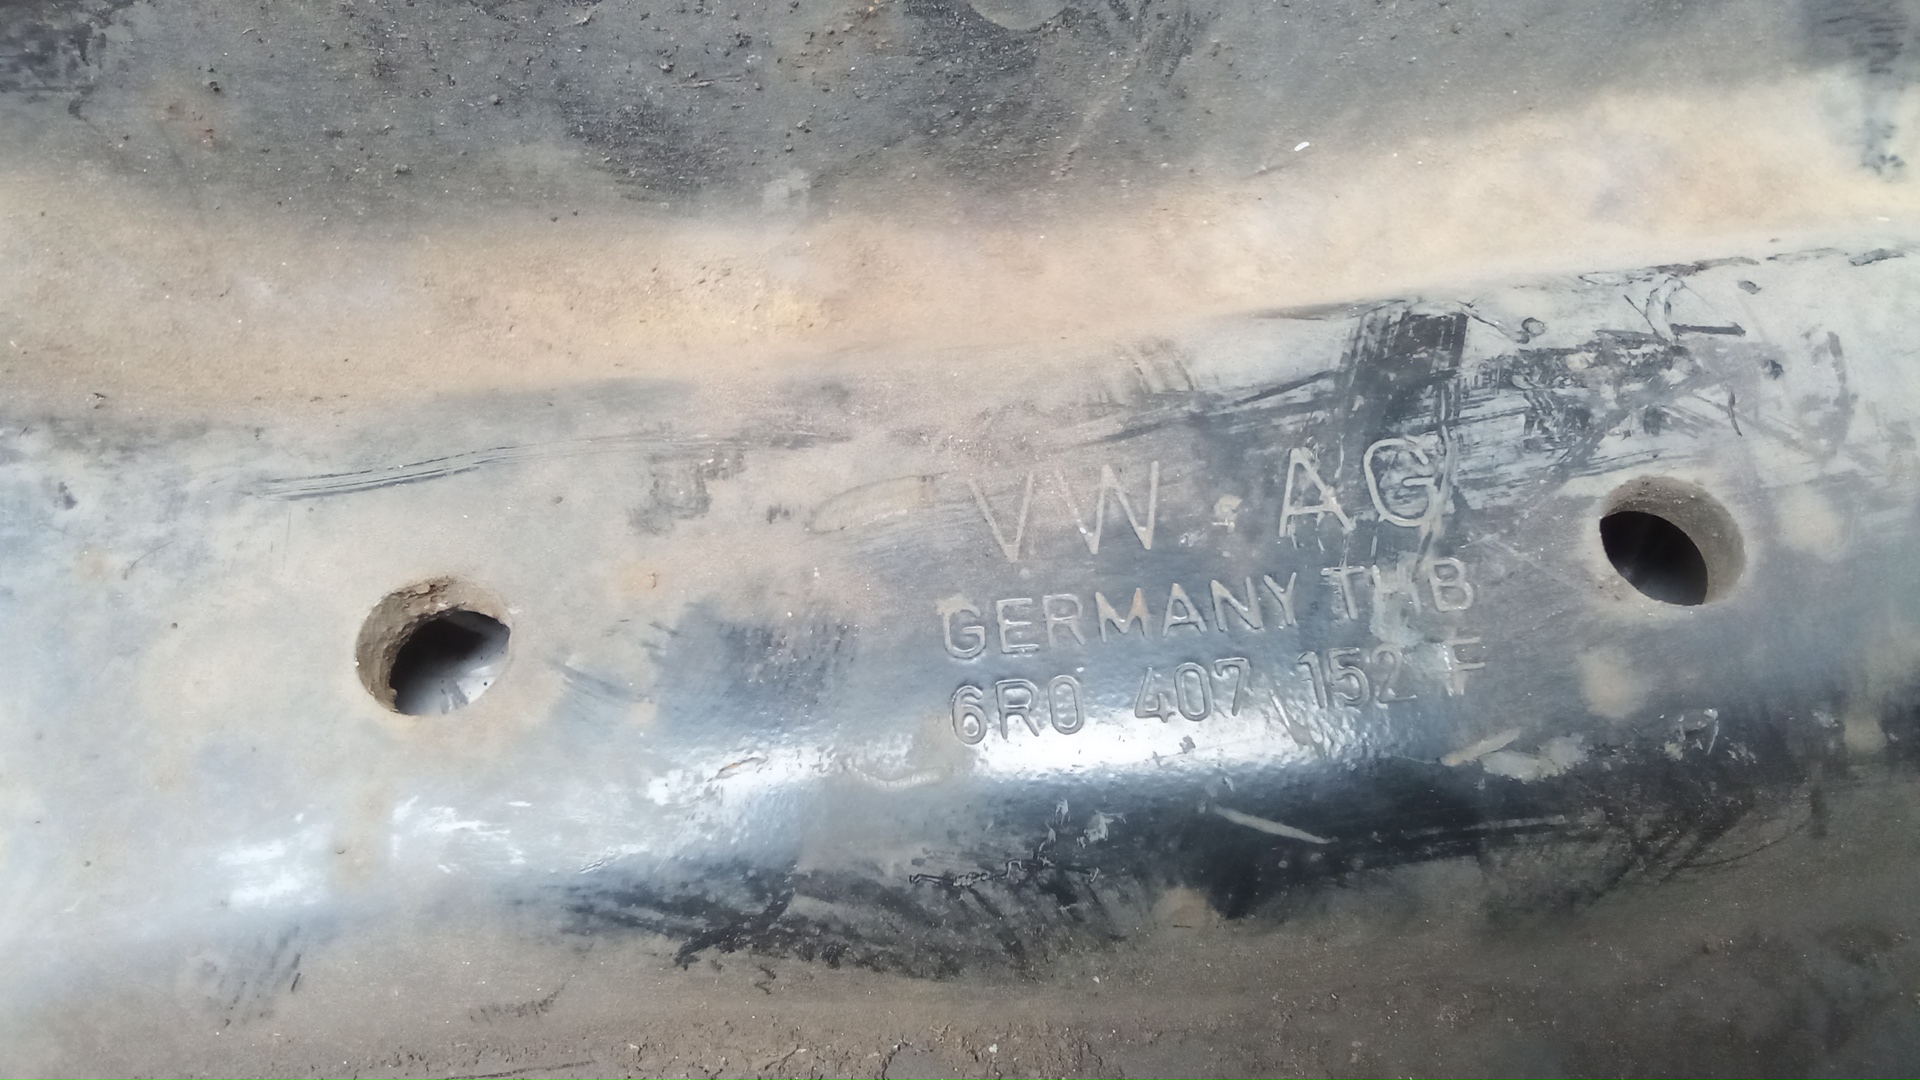 VW AG
GERMANY THB
6R0 407 152 F